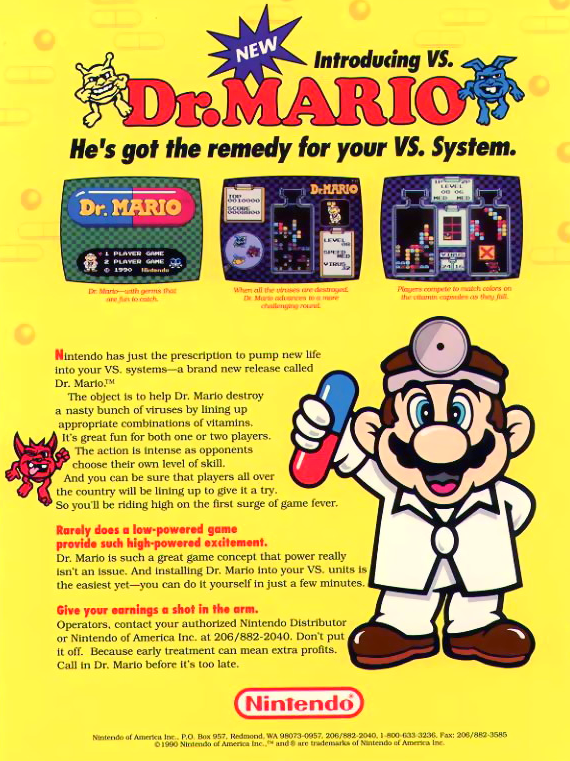 NEW
Introducing VS.
Dr. MARIO
He's got the remedy for your VS. System.
Dr. MARIO
1 PLAYER GAME
2 PLAYER GAME
© 1990 Nintendo
TOP
0010000
SCORE
Dr. MARIO
LEVEL
SPEED
MED
VIRUS
LEVEL
MED MED
VIRUS
Dr. Mario—with germs that
are fun to catch.
When all the viruses are destroyed,
Dr. Mario advances to a more
challenging round.
Players compete to match colors on
the vitamin capsules as they fall.
Nintendo has just the prescription to pump new life
into your VS. systems—a brand new release called
Dr. Mario.™
The object is to help Dr. Mario destroy
a nasty bunch of viruses by lining up
appropriate combinations of vitamins.
It's great fun for both one or two players.
The action is intense as opponents
choose their own level of skill.
And you can be sure that players all over
the country will be lining up to give it a try.
So you'll be riding high on the first surge of game fever.
Rarely does a low-powered game
provide such high-powered excitement.
Dr. Mario is such a great game concept that power really
isn't an issue. And installing Dr. Mario into your VS. units is
the easiest yet—you can do it yourself in just a few minutes.
Give your earnings a shot in the arm.
Operators, contact your authorized Nintendo Distributor
or Nintendo of America Inc. at 206/882-2040. Don't put
it off. Because early treatment can mean extra profits.
Call in Dr. Mario before it's too late.
Nintendo®
Nintendo of America Inc., P.O. Box 957, Redmond, WA 98073-0957, 206/882-2040, 1-800-633-3236, Fax: 206/882-3585
©1990 Nintendo of America Inc.,™ and ® are trademarks of Nintendo of America Inc.